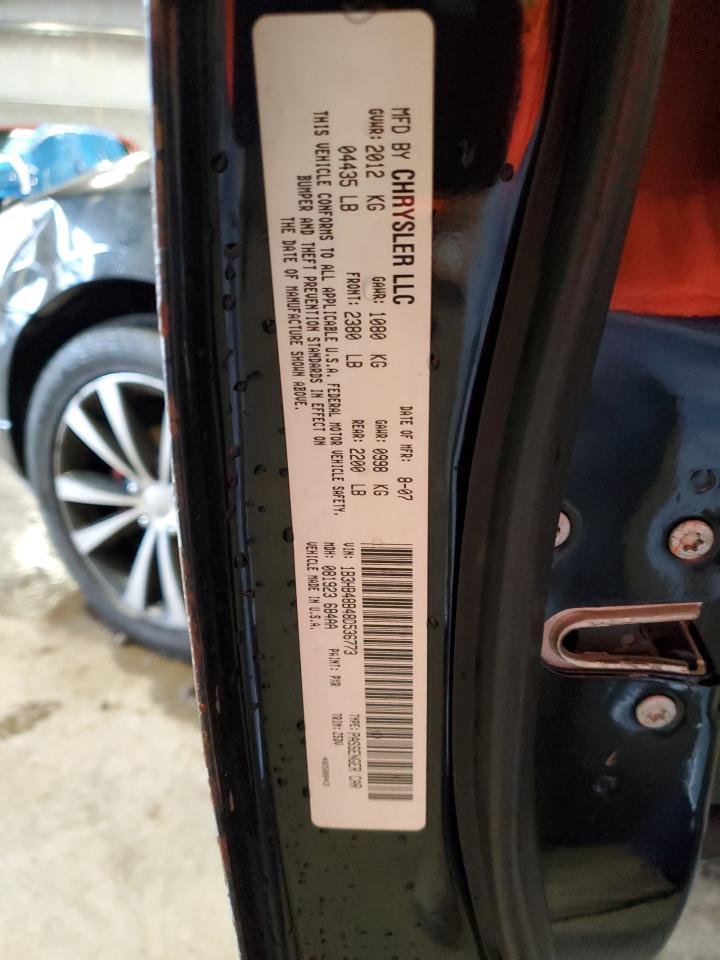 MFD BY CHRYSLER LLC
DATE OF MFR: 8-07
GVWR: 2012 KG
04435 LB
GAWR: 1080 KG
FRONT: 2380 LB
GAWR: 0998 KG
REAR: 2200 LB
THIS VEHICLE CONFORMS TO ALL APPLICABLE U.S.A. FEDERAL MOTOR VEHICLE SAFETY,
BUMPER AND THEFT PREVENTION STANDARDS IN EFFECT ON
THE DATE OF MANUFACTURE SHOWN ABOVE.
VIN: 1B3HB48B48D536773
TYPE: PASSENGER CAR
MDH: 081923 6B4AA
PAINT: PXR
TRIM: Z5DV
VEHICLE MADE IN U.S.A.